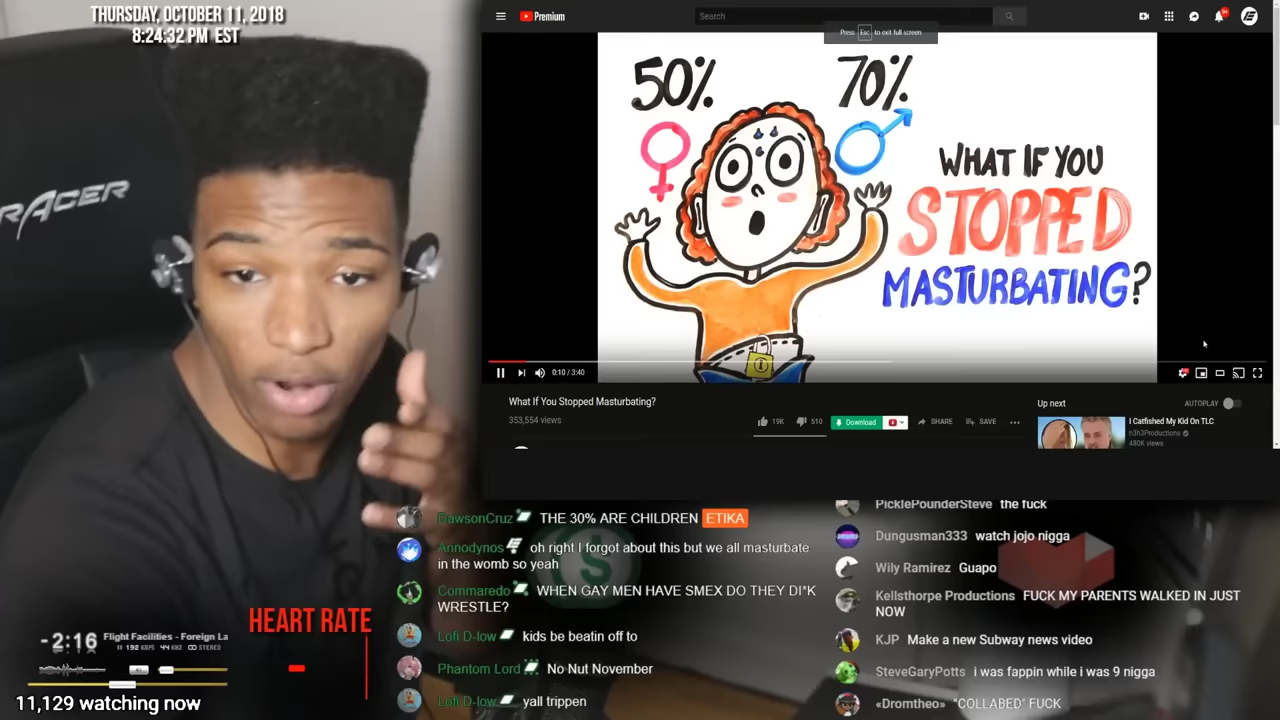 THURSDAY, OCTOBER 11, 2018
8:24:32 PM EST
RACER
Premium
Search
9+
Press Esc to exit full screen
50%
70%
WHAT IF YOU
STOPPED
MASTURBATING?
0:10 / 3:40
What If You Stopped Masturbating?
353,554 views
19K
510
Download
SHARE
SAVE
Up next
AUTOPLAY
I Catfished My Kid On TLC
h3h3Productions
480K views
DawsonCruz THE 30% ARE CHILDREN ETIKA
Annodynos oh right I forgot about this but we all masturbate
in the womb so yeah
Commaredo WHEN GAY MEN HAVE SMEX DO THEY DI*K
WRESTLE?
Lofi D-low kids be beatin off to
Phantom Lord No Nut November
Lofi D-low yall trippen
PicklePounderSteve the fuck
Dungusman333 watch jojo nigga
Wily Ramirez Guapo
Kellsthorpe Productions FUCK MY PARENTS WALKED IN JUST
NOW
KJP Make a new Subway news video
SteveGaryPotts i was fappin while i was 9 nigga
«Dromtheo» "COLLABED" FUCK
HEART RATE
-
-2:16
Flight Facilities - Foreign La
192 KBPS 44 KHZ STEREO
11,129 watching now